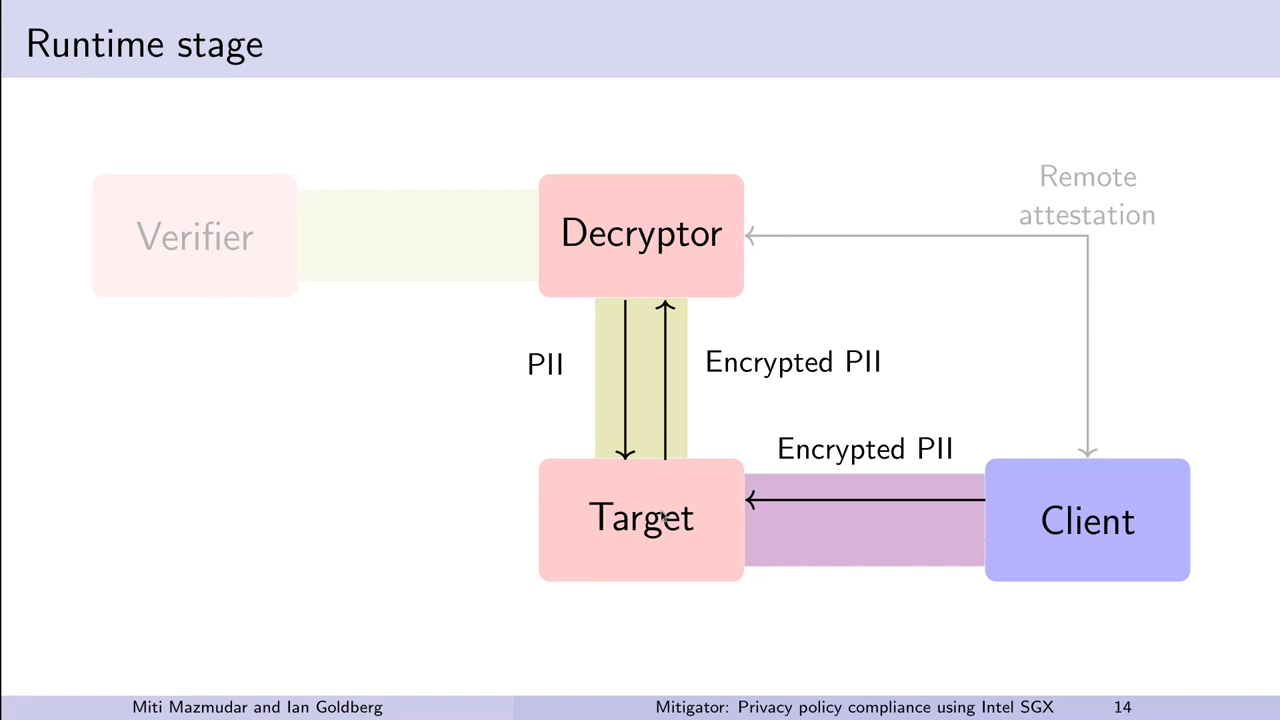 Runtime stage
Remote
attestation
Verifier
Decryptor
PII
Encrypted PII
Encrypted PII
Target
Client
Miti Mazmudar and Ian Goldberg
Mitigator: Privacy policy compliance using Intel SGX
14